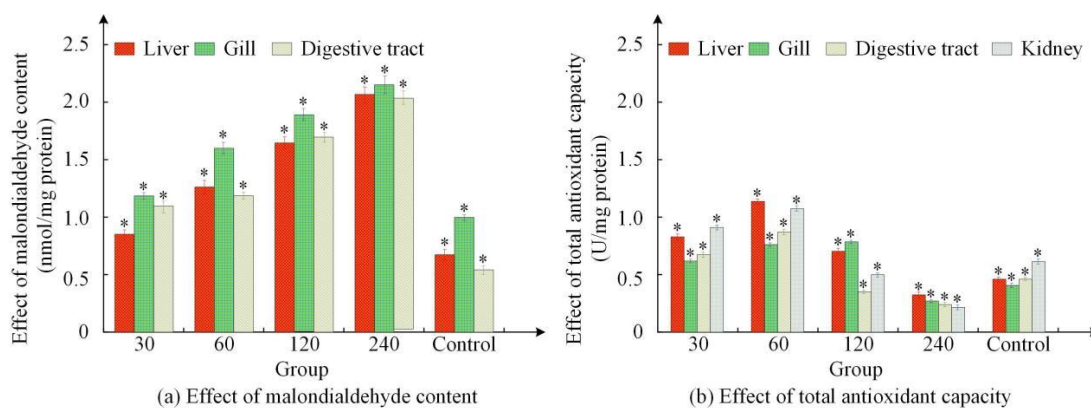 Effect of malondialdehyde content
(nmol/mg protein)
2.5
2.0
1.5
1.0
0.5
0
Liver Gill Digestive tract
* * *
* * *
* * *
* * *
* * *
30 60 120 240 Control
Group
(a) Effect of malondialdehyde content
Effect of total antioxidant capacity
(U/mg protein)
2.5
2.0
1.5
1.0
0.5
0
Liver Gill Digestive tract Kidney
* * * *
* * * *
* * * *
* * * *
* * * *
30 60 120 240 Control
Group
(b) Effect of total antioxidant capacity